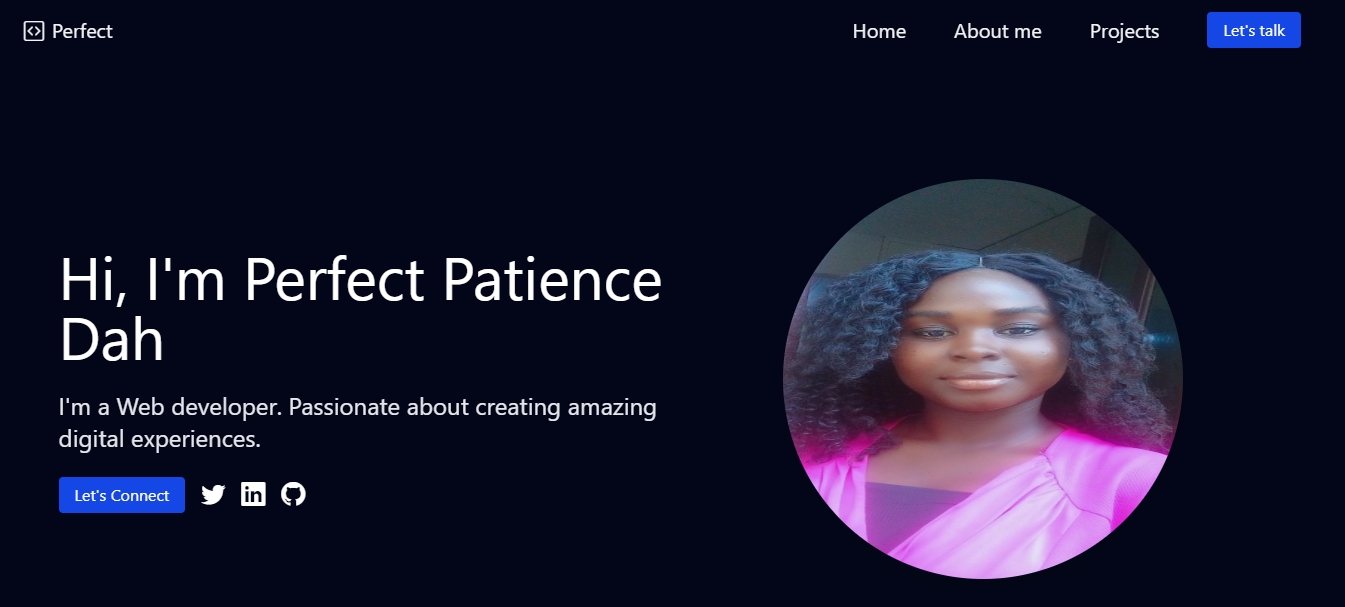 Perfect
Home
About me
Projects
Let's talk
Hi, I'm Perfect Patience
Dah
I'm a Web developer. Passionate about creating amazing
digital experiences.
Let's Connect